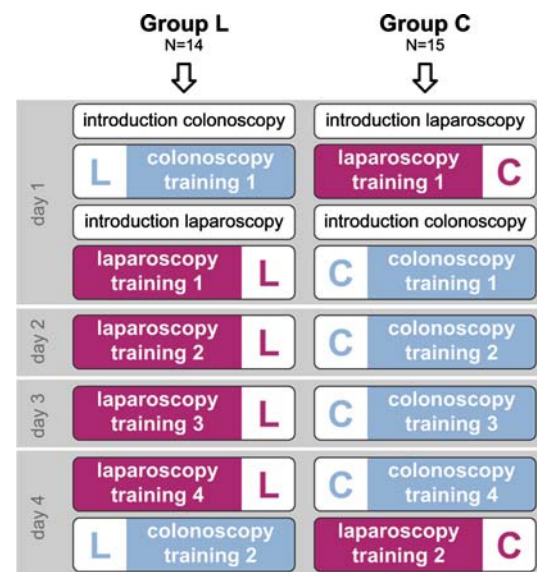 Group L
N=14
Group C
N=15
day 1
introduction colonoscopy
introduction laparoscopy
L
colonoscopy
training 1
laparoscopy
training 1
C
introduction laparoscopy
introduction colonoscopy
laparoscopy
training 1
L
C
colonoscopy
training 1
day 2
laparoscopy
training 2
L
C
colonoscopy
training 2
day 3
laparoscopy
training 3
L
C
colonoscopy
training 3
day 4
laparoscopy
training 4
L
C
colonoscopy
training 4
L
colonoscopy
training 2
laparoscopy
training 2
C